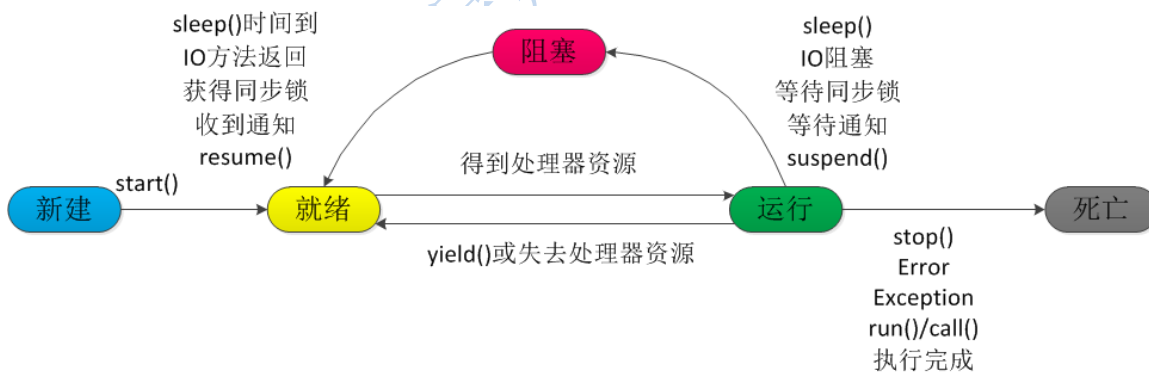 sleep()时间到
IO方法返回
获得同步锁
收到通知
resume()
阻塞
sleep()
IO阻塞
等待同步锁
等待通知
suspend()
新建
start()
就绪
得到处理器资源
yield()或失去处理器资源
运行
死亡
stop()
Error
Exception
run()/call()
执行完成